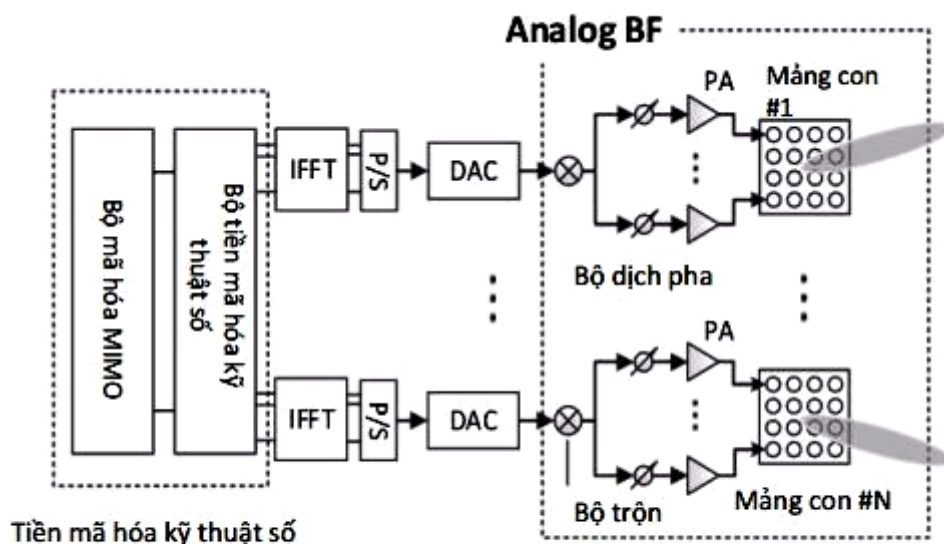 Analog BF
PA
Mảng con
#1
Bộ mã hóa MIMO
Bộ tiền mã hóa kỹ
thuật số
IFFT
P/S
DAC
Bộ dịch pha
PA
IFFT
P/S
DAC
Bộ trộn
Mảng con #N
Tiền mã hóa kỹ thuật số